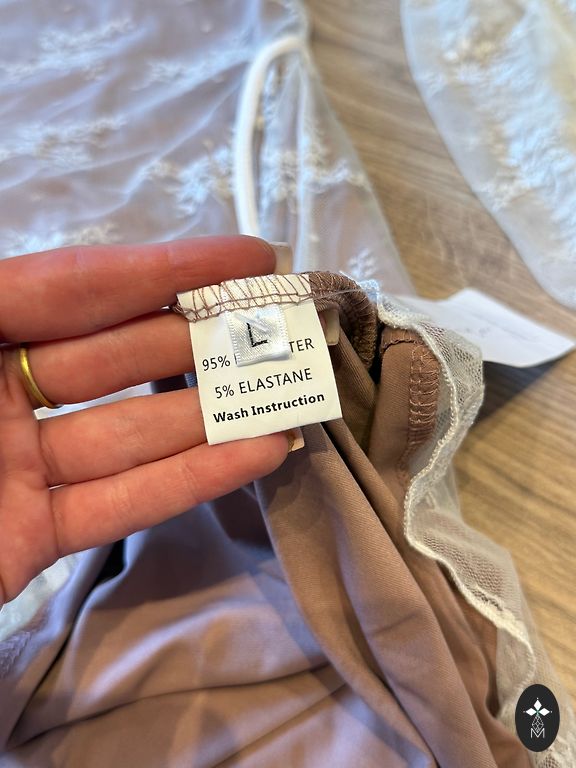 L
95%
5% ELASTANE
Wash Instruction
M